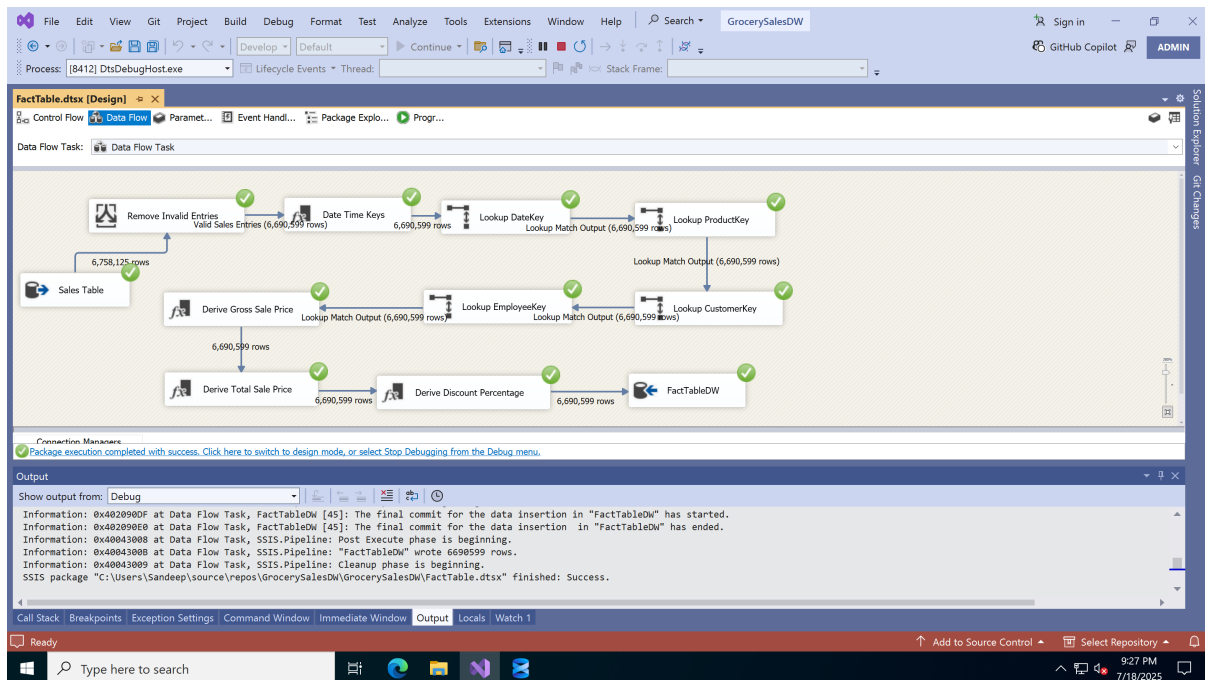 File Edit View Git Project Build Debug Format Test Analyze Tools Extensions Window Help Search GrocerySalesDW Sign in
Develop Default Continue GitHub Copilot ADMIN
Process: [8412] DtsDebugHost.exe Lifecycle Events Thread: Stack Frame:
FactTable.dtsx [Design]
Control Flow Data Flow Paramet... Event Handl... Package Explo... Progr...
Data Flow Task: Data Flow Task
Remove Invalid Entries
Valid Sales Entries (6,690,599 rows)
Date Time Keys
6,690,599 rows
Lookup DateKey
Lookup Match Output (6,690,599 rows)
Lookup ProductKey
6,758,125 rows
Lookup Match Output (6,690,599 rows)
Sales Table
Derive Gross Sale Price
Lookup Match Output (6,690,599 rows)
Lookup EmployeeKey
Lookup Match Output (6,690,599 rows)
Lookup CustomerKey
6,690,599 rows
Derive Total Sale Price
6,690,599 rows
Derive Discount Percentage
6,690,599 rows
FactTableDW
Connection Managers
Package execution completed with success. Click here to switch to design mode, or select Stop Debugging from the Debug menu.
Output
Show output from: Debug
Information: 0x402090DF at Data Flow Task, FactTableDW [45]: The final commit for the data insertion in "FactTableDW" has started.
Information: 0x402090E0 at Data Flow Task, FactTableDW [45]: The final commit for the data insertion  in "FactTableDW" has ended.
Information: 0x40043008 at Data Flow Task, SSIS.Pipeline: Post Execute phase is beginning.
Information: 0x4004300B at Data Flow Task, SSIS.Pipeline: "FactTableDW" wrote 6690599 rows.
Information: 0x40043009 at Data Flow Task, SSIS.Pipeline: Cleanup phase is beginning.
SSIS package "C:\Users\Sandeep\source\repos\GrocerySalesDW\GrocerySalesDW\FactTable.dtsx" finished: Success.
Call Stack Breakpoints Exception Settings Command Window Immediate Window Output Locals Watch 1
Ready Add to Source Control Select Repository
Type here to search
9:27 PM
7/18/2025
Solution Explorer
Git Changes